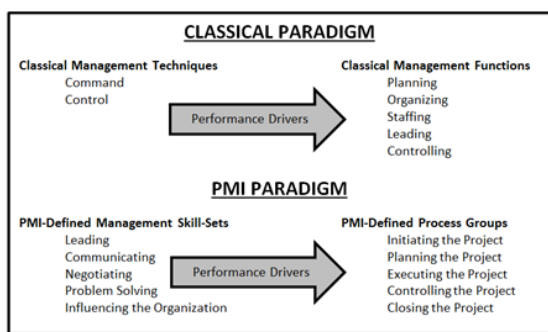 CLASSICAL PARADIGM
Classical Management Techniques
Command
Control
Performance Drivers
Classical Management Functions
Planning
Organizing
Staffing
Leading
Controlling
PMI PARADIGM
PMI-Defined Management Skill-Sets
Leading
Communicating
Negotiating
Problem Solving
Influencing the Organization
Performance Drivers
PMI-Defined Process Groups
Initiating the Project
Planning the Project
Executing the Project
Controlling the Project
Closing the Project